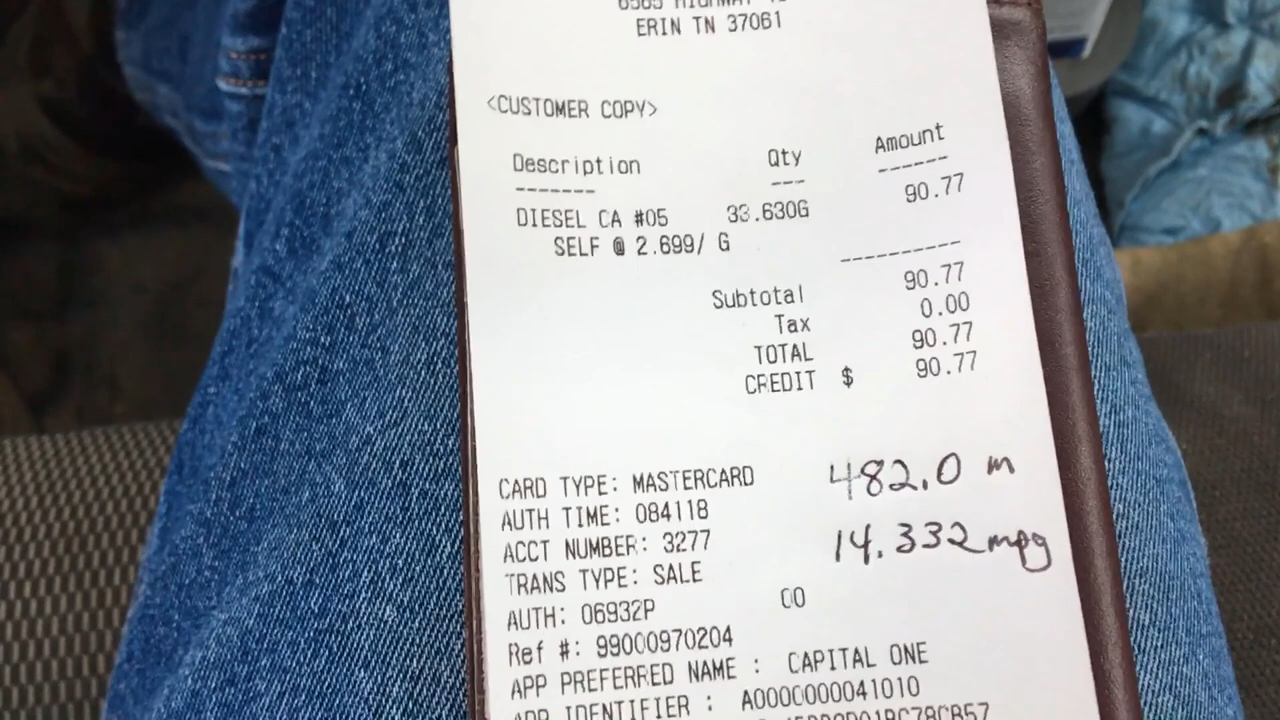 ERIN TN 37061
<CUSTOMER COPY>
Description Qty Amount
------- --- ------
DIESEL CA #05 33.630G 90.77
SELF @ 2.699/ G
---------
Subtotal 90.77
Tax 0.00
TOTAL 90.77
CREDIT $ 90.77
CARD TYPE: MASTERCARD
482.0 m
AUTH TIME: 084118
ACCT NUMBER: 3277
14.332 mpg
TRANS TYPE: SALE
AUTH: 06932P 00
Ref #: 99000970204
APP PREFERRED NAME : CAPITAL ONE
APP IDENTIFIER : A0000000041010